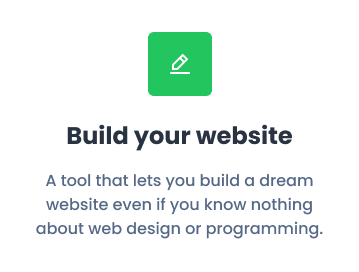 Build your website
A tool that lets you build a dream
website even if you know nothing
about web design or programming.